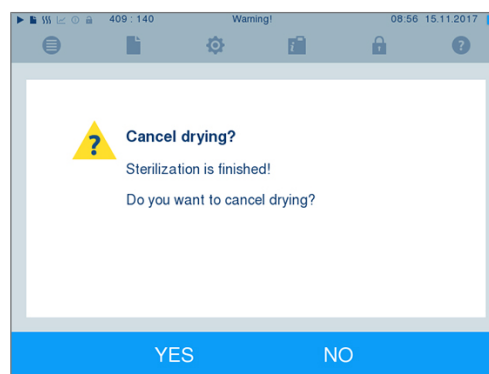 409 : 140 Warning! 08:56 15.11.2017
Cancel drying?
Sterilization is finished!
Do you want to cancel drying?
YES NO